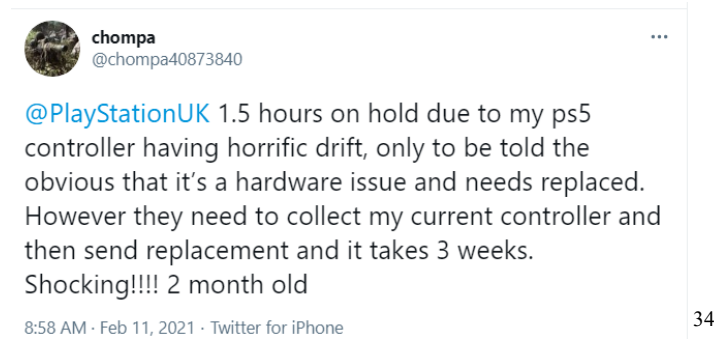 chompa
@chompa40873840
@PlayStationUK 1.5 hours on hold due to my ps5
controller having horrific drift, only to be told the
obvious that it's a hardware issue and needs replaced.
However they need to collect my current controller and
then send replacement and it takes 3 weeks.
Shocking!!!! 2 month old
8:58 AM · Feb 11, 2021 · Twitter for iPhone
34